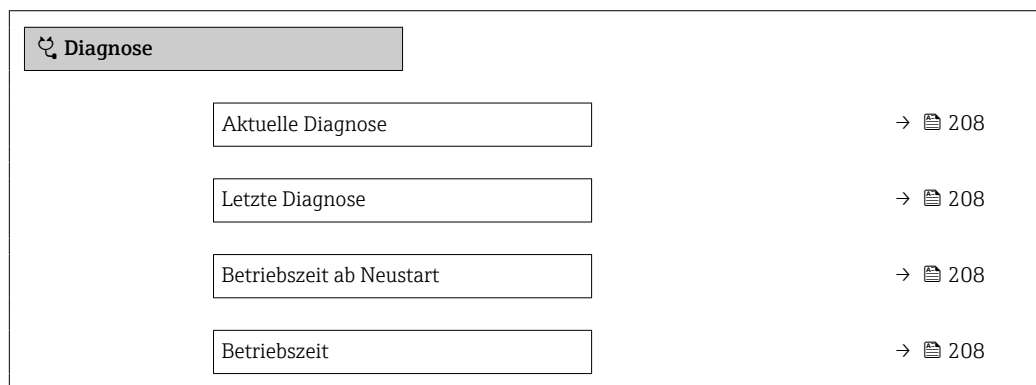 Diagnose
Aktuelle Diagnose → 208
Letzte Diagnose → 208
Betriebszeit ab Neustart → 208
Betriebszeit → 208